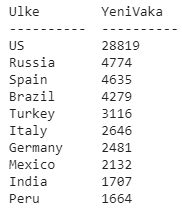 Ulke YeniVaka
---------- ----------
US 28819
Russia 4774
Spain 4635
Brazil 4279
Turkey 3116
Italy 2646
Germany 2481
Mexico 2132
India 1707
Peru 1664